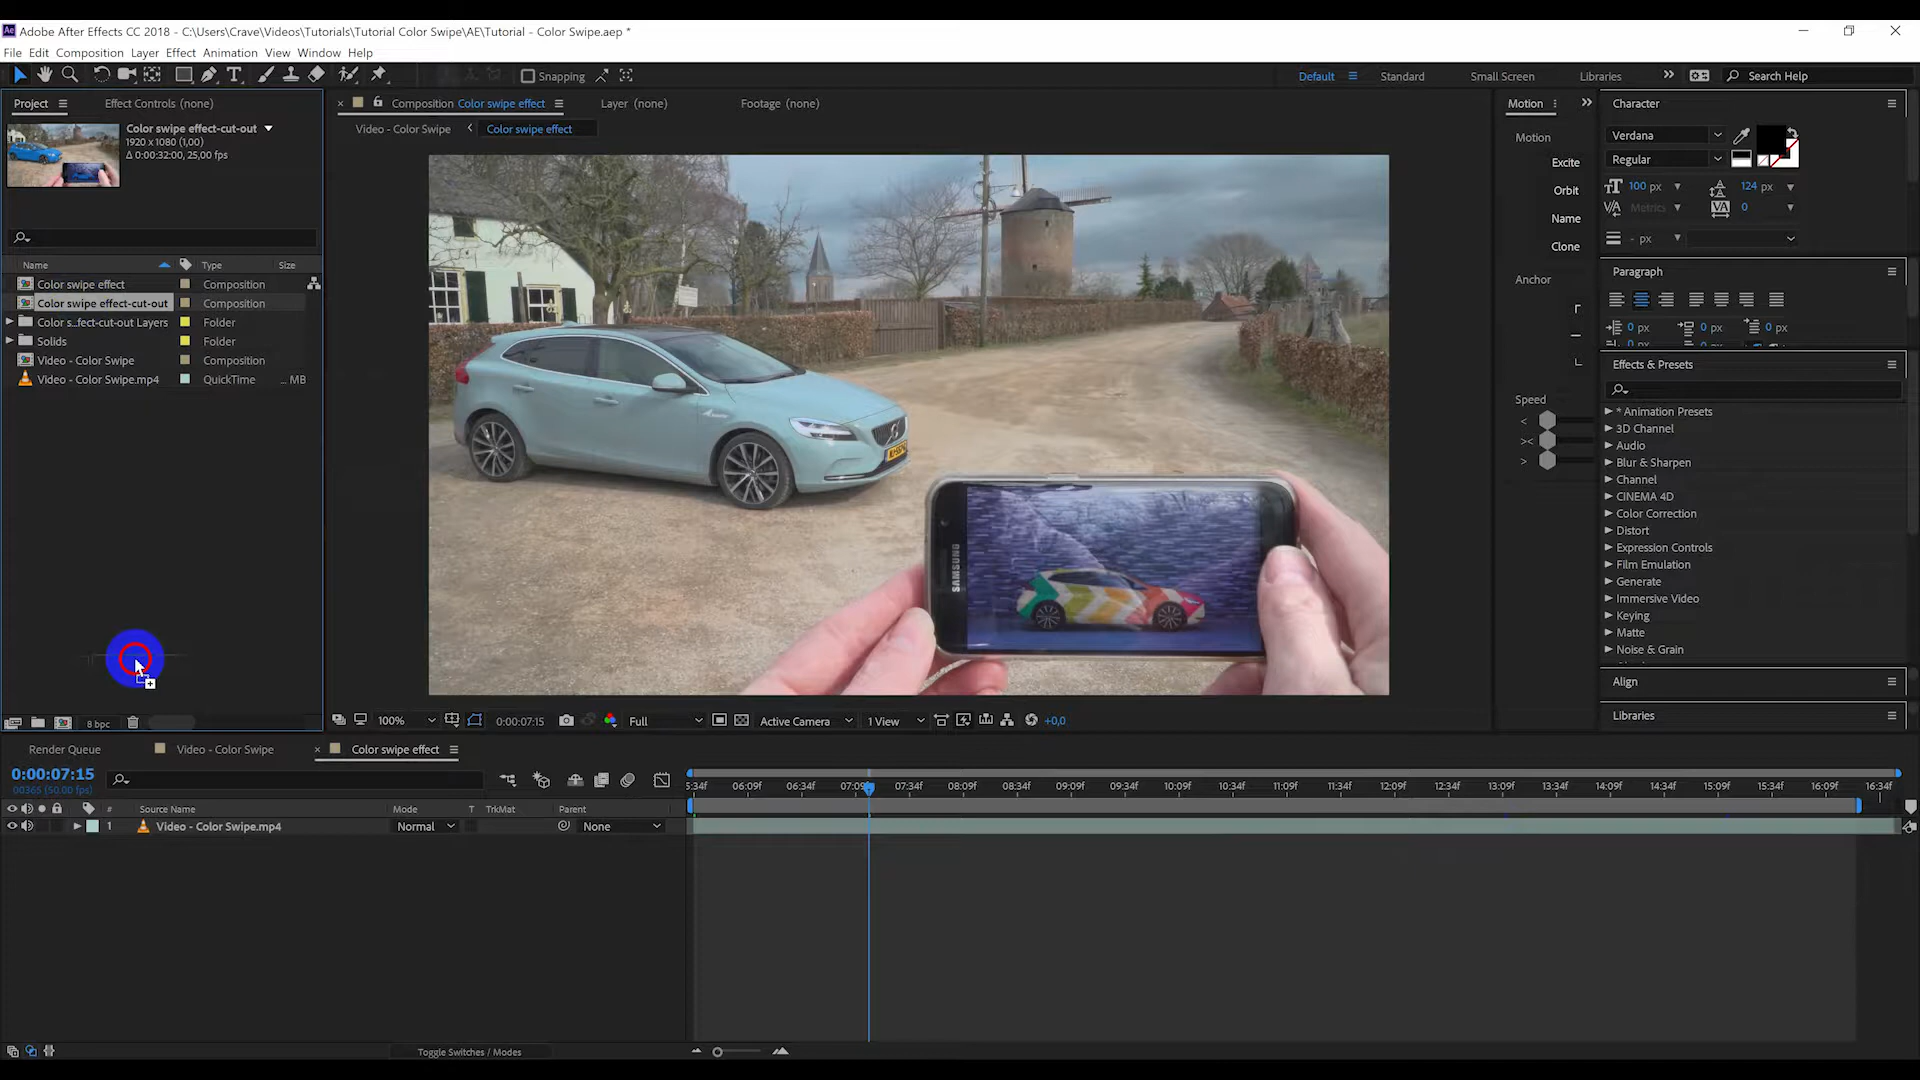 Adobe After Effects CC 2018 - C:\Users\Crave\Videos\Tutorials\Tutorial Color Swipe\AE\Tutorial - Color Swipe.aep *
File Edit Composition Layer Effect Animation View Window Help
Snapping
Default Standard Small Screen Libraries Search Help
Project Effect Controls (none)
Composition Color swipe effect Layer (none) Footage (none)
Motion
Character
Color swipe effect-cut-out
1920 x 1080 (1,00)
Δ 0:00:32:00, 25,00 fps
Video - Color Swipe Color swipe effect
Motion
Excite
Orbit
Name
Clone
Anchor
Speed
<
><
>
Verdana
Regular
100 px 124 px
Metrics 0
- px
Paragraph
0 px 0 px 0 px
0 px 0 px
Effects & Presets
* Animation Presets
3D Channel
Audio
Blur & Sharpen
Channel
CINEMA 4D
Color Correction
Distort
Expression Controls
Film Emulation
Generate
Immersive Video
Keying
Matte
Noise & Grain
Align
Libraries
Name Type Size
Color swipe effect Composition
Color swipe effect-cut-out Composition
Color s..fect-cut-out Layers Folder
Solids Folder
Video - Color Swipe Composition
Video - Color Swipe.mp4 QuickTime ... MB
SAMSUNG
8 bpc
100% 0:00:07:15 Full Active Camera 1 View +0,0
Render Queue Video - Color Swipe Color swipe effect
0:00:07:15
00365 (50.00 fps)
5:34f 06:09f 06:34f 07:09f 07:34f 08:09f 08:34f 09:09f 09:34f 10:09f 10:34f 11:09f 11:34f 12:09f 12:34f 13:09f 13:34f 14:09f 14:34f 15:09f 15:34f 16:09f 16:34f
# Source Name Mode T TrkMat Parent
1 Video - Color Swipe.mp4 Normal None
Toggle Switches / Modes